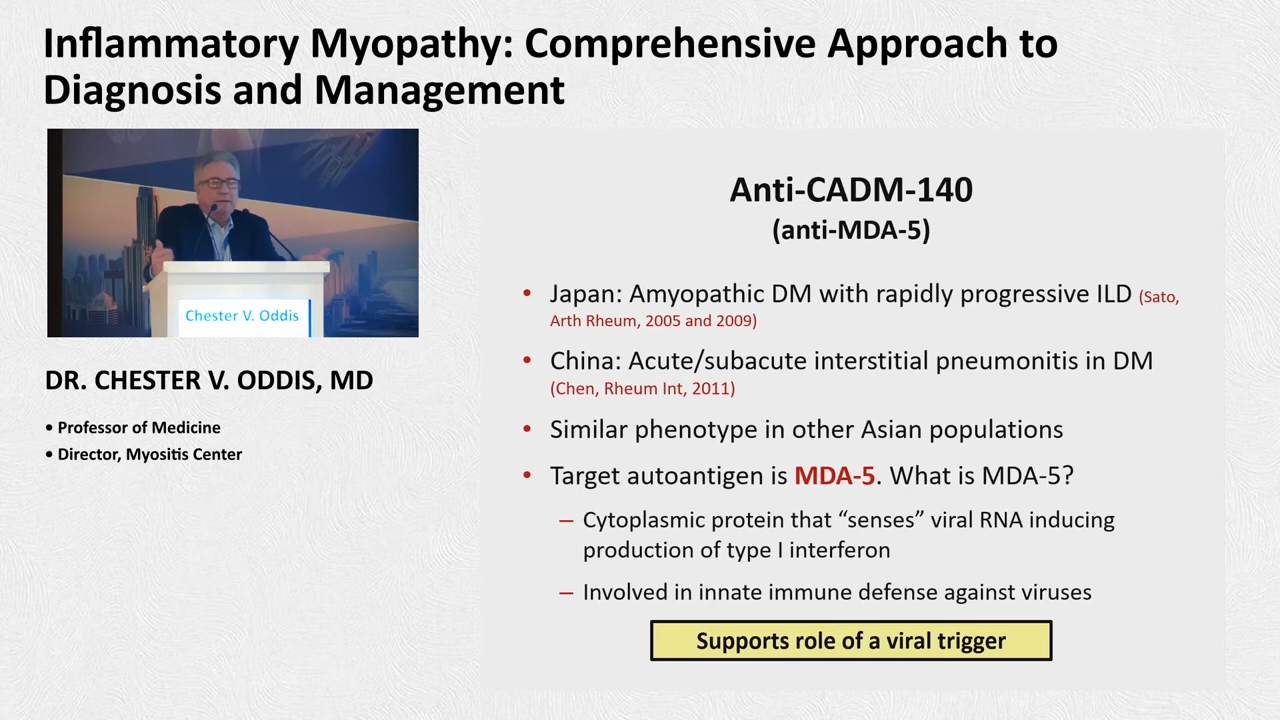 Inflammatory Myopathy: Comprehensive Approach to
Diagnosis and Management
Chester V. Oddis
DR. CHESTER V. ODDIS, MD
• Professor of Medicine
• Director, Myositis Center
Anti-CADM-140
(anti-MDA-5)
• Japan: Amyopathic DM with rapidly progressive ILD (Sato,
Arth Rheum, 2005 and 2009)
• China: Acute/subacute interstitial pneumonitis in DM
(Chen, Rheum Int, 2011)
• Similar phenotype in other Asian populations
• Target autoantigen is MDA-5. What is MDA-5?
– Cytoplasmic protein that “senses” viral RNA inducing
production of type I interferon
– Involved in innate immune defense against viruses
Supports role of a viral trigger